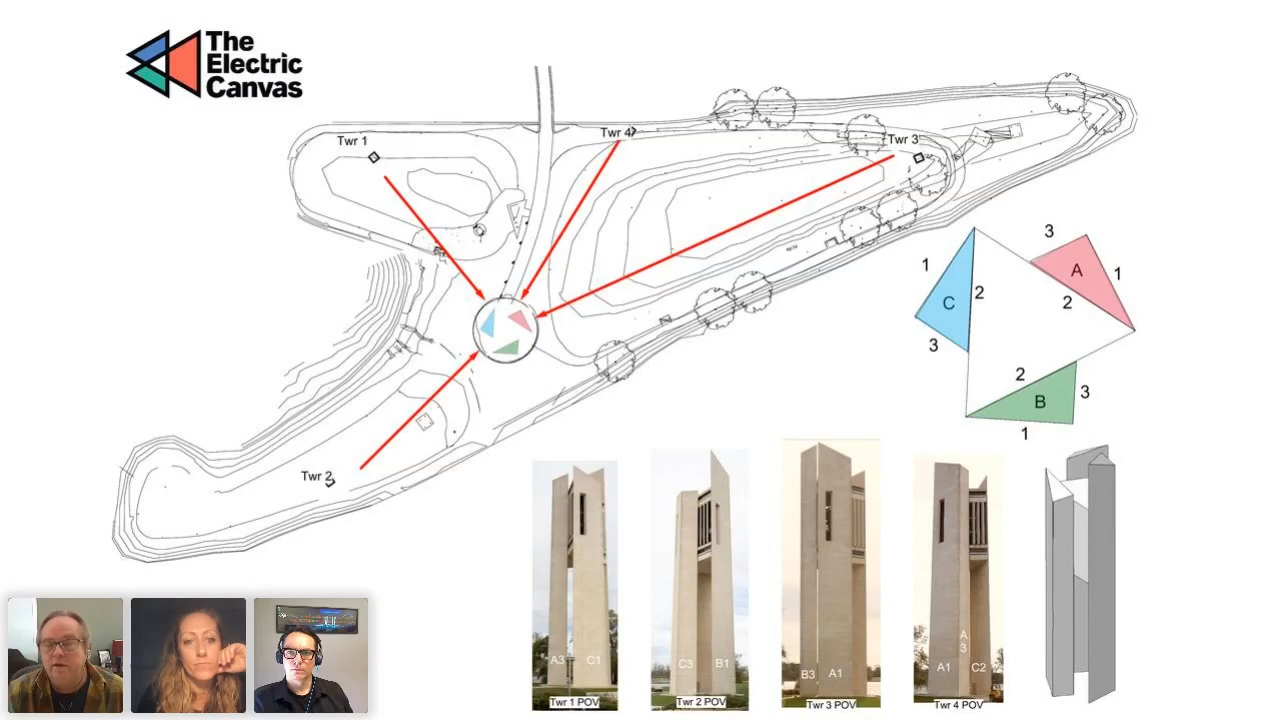 The
Electric
Canvas
Twr 1
Twr 4
Twr 3
Twr 2
3
A
1
2
1
2
C
3
2
3
B
1
A3
C1
Twr 1 POV
C3
B1
Twr 2 POV
B3
A1
Twr 3 POV
A
3
A1
C2
Twr 4 POV